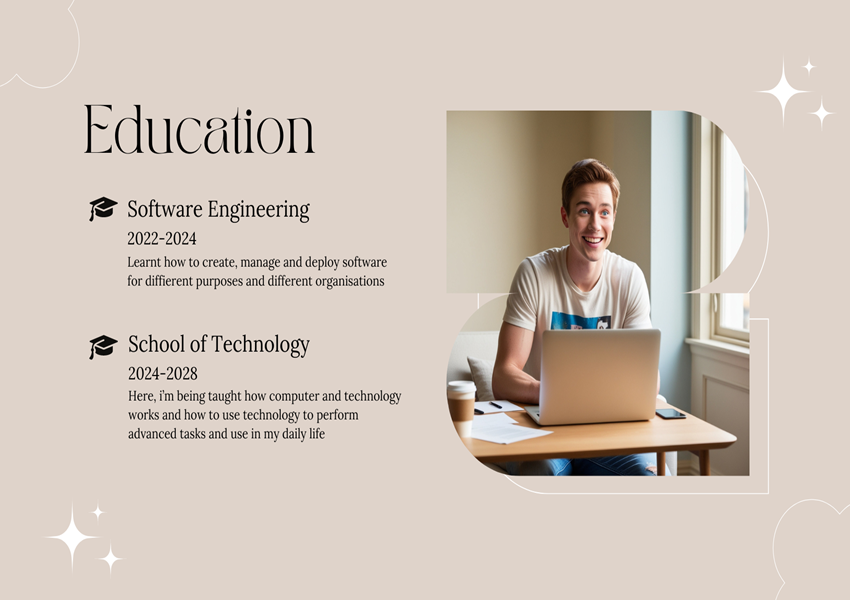 Education
Software Engineering
2022-2024
Learnt how to create, manage and deploy software
for diffierent purposes and different organisations
School of Technology
2024-2028
Here, i'm being taught how computer and technology
works and how to use technology to perform
advanced tasks and use in my daily life